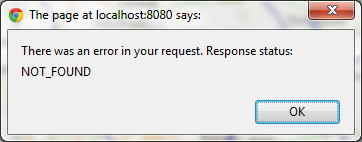 The page at localhost:8080 says:
There was an error in your request. Response status:
NOT_FOUND
OK